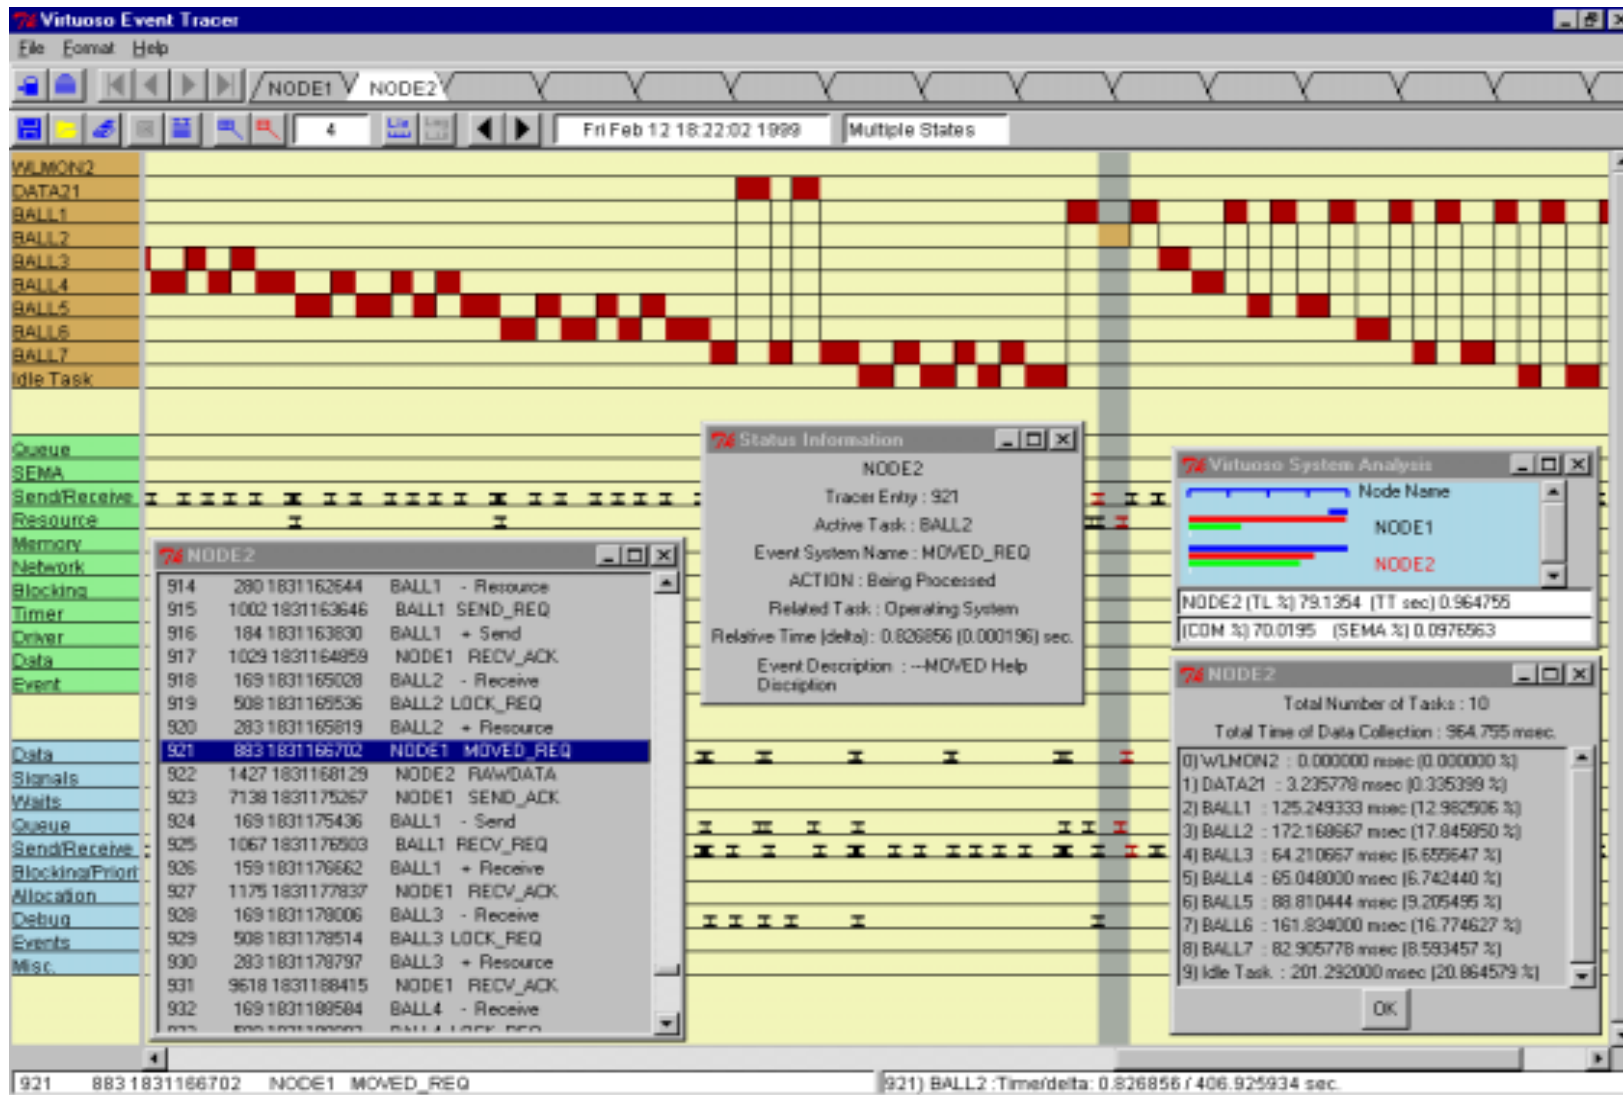 Virtuoso Event Tracer
File Format Help
NODE1 NODE2
4 Fri Feb 12 18:22:02 1999 Multiple States
WLMON2
DATA21
BALL1
BALL2
BALL3
BALL4
BALL5
BALL6
BALL7
Idle Task
Queue
SEMA
Send/Receive
Resource
Memory
Network
Blocking
Timer
Driver
Data
Event
Data
Signals
Waits
Queue
Send/Receive
Blocking/Priorit
Allocation
Debug
Events
Misc.
NODE2
914 280 1831162644 BALL1 - Resource
915 1002 1831163646 BALL1 SEND_REQ
916 184 1831163830 BALL1 + Send
917 1029 1831164859 NODE1 RECV_ACK
918 169 1831165028 BALL2 - Receive
919 508 1831165536 BALL2 LOCK_REQ
920 283 1831165819 BALL2 + Resource
921 883 1831166702 NODE1 MOVED_REQ
922 1427 1831168129 NODE2 RAWDATA
923 7138 1831175267 NODE1 SEND_ACK
924 169 1831175436 BALL1 - Send
925 1067 1831176503 BALL1 RECV_REQ
926 159 1831176662 BALL1 + Receive
927 1175 1831177837 NODE1 RECV_ACK
928 169 1831178006 BALL3 - Receive
929 508 1831178514 BALL3 LOCK_REQ
930 283 1831178797 BALL3 + Resource
931 9618 1831188415 NODE1 RECV_ACK
932 169 1831188584 BALL4 - Receive
Status Information
NODE2
Tracer Entry : 921
Active Task : BALL2
Event System Name : MOVED_REQ
ACTION : Being Processed
Related Task : Operating System
Relative Time (delta) : 0.826856 (0.000196) sec.
Event Description : ---MOVED Help
Discription
Virtuoso System Analysis
Node Name
NODE1
NODE2
NODE2 (TL %) 79.1354 (TT sec) 0.964755
(COM %) 70.0195 (SEMA %) 0.0976563
NODE2
Total Number of Tasks : 10
Total Time of Data Collection : 964.755 msec.
0) WLMON2 : 0.000000 msec (0.000000 %)
1) DATA21 : 3.235778 msec (0.335399 %)
2) BALL1 : 125.249333 msec (12.982506 %)
3) BALL2 : 172.168667 msec (17.845850 %)
4) BALL3 : 64.210667 msec (6.655647 %)
5) BALL4 : 65.048000 msec (6.742440 %)
6) BALL5 : 88.810444 msec (9.205495 %)
7) BALL6 : 161.834000 msec (16.774627 %)
8) BALL7 : 82.905778 msec (8.593457 %)
9) Idle Task : 201.292000 msec (20.864579 %)
OK
921 883 1831166702 NODE1 MOVED_REQ
921) BALL2 :Time/delta: 0.826856 / 406.925934 sec.